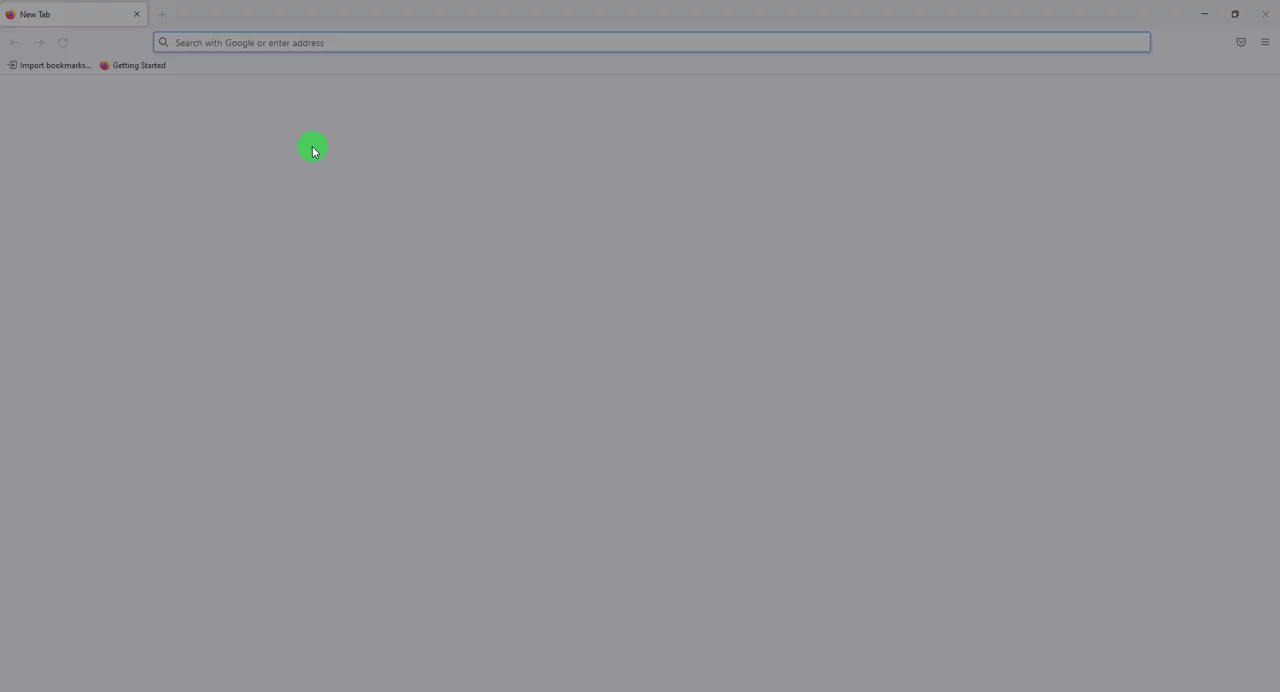 New Tab
Search with Google or enter address
Import bookmarks...
Getting Started